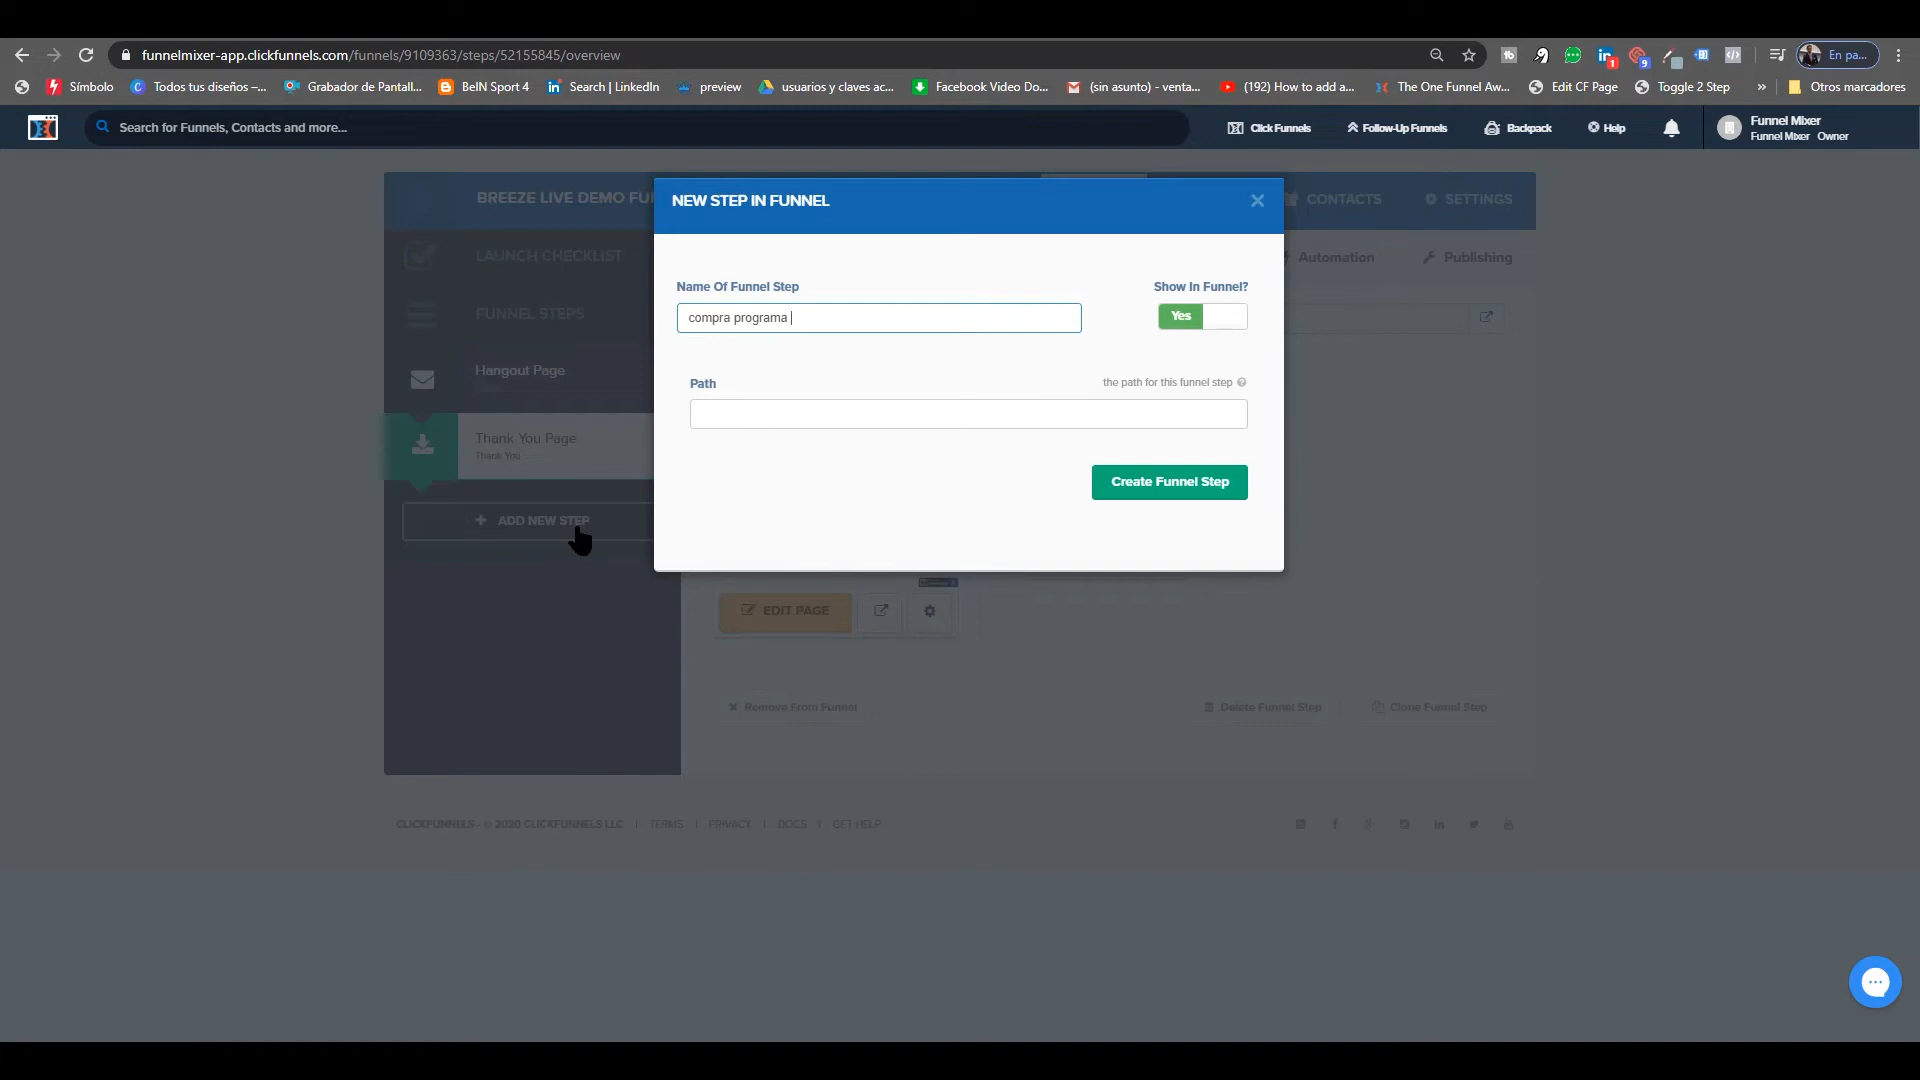 funnelmixer-app.clickfunnels.com/funnels/9109363/steps/52155845/overview
En pa...
Símbolo
Todos tus diseños –...
Grabador de Pantall...
BeIN Sport 4
Search | LinkedIn
preview
usuarios y claves ac...
Facebook Video Do...
(sin asunto) - venta...
(192) How to add a...
The One Funnel Aw...
Edit CF Page
Toggle 2 Step
»
Otros marcadores
Search for Funnels, Contacts and more...
Click Funnels
Follow-Up Funnels
Backpack
Help
Funnel Mixer
Funnel Mixer Owner
BREEZE LIVE DEMO FU
NEW STEP IN FUNNEL
CONTACTS
SETTINGS
LAUNCH CHECKLIST
Automation
Publishing
Name Of Funnel Step
Show In Funnel?
compra programa
Yes
FUNNEL STEPS
Hangout Page
Path
the path for this funnel step
Thank You Page
Thank You
Create Funnel Step
ADD NEW STEP
EDIT PAGE
Remove From Funnel
Delete Funnel Step
Clone Funnel Step
CLICKFUNNELS - © 2020 CLICKFUNNELS LLC | TERMS | PRIVACY | DOCS / GET HELP